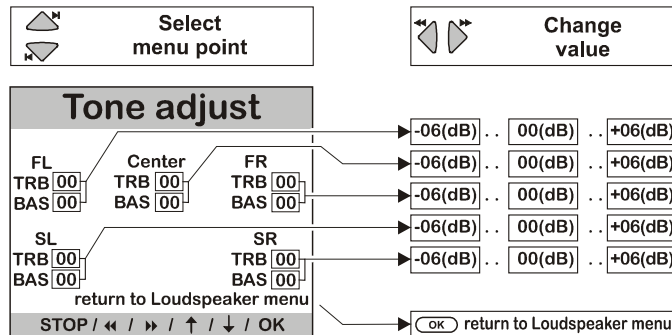 Select
menu point
Change
value
Tone adjust
-06(dB) . . 00(dB) . . +06(dB)
FL Center FR
-06(dB) . . 00(dB) . . +06(dB)
TRB 00 TRB 00 TRB 00
BAS 00 BAS 00 BAS 00
-06(dB) . . 00(dB) . . +06(dB)
SL SR
-06(dB) . . 00(dB) . . +06(dB)
TRB 00 TRB 00
-06(dB) . . 00(dB) . . +06(dB)
BAS 00 BAS 00
return to Loudspeaker menu
STOP / ◂◂ / ▸▸ / ↑ / ↓ / OK
OK return to Loudspeaker menu